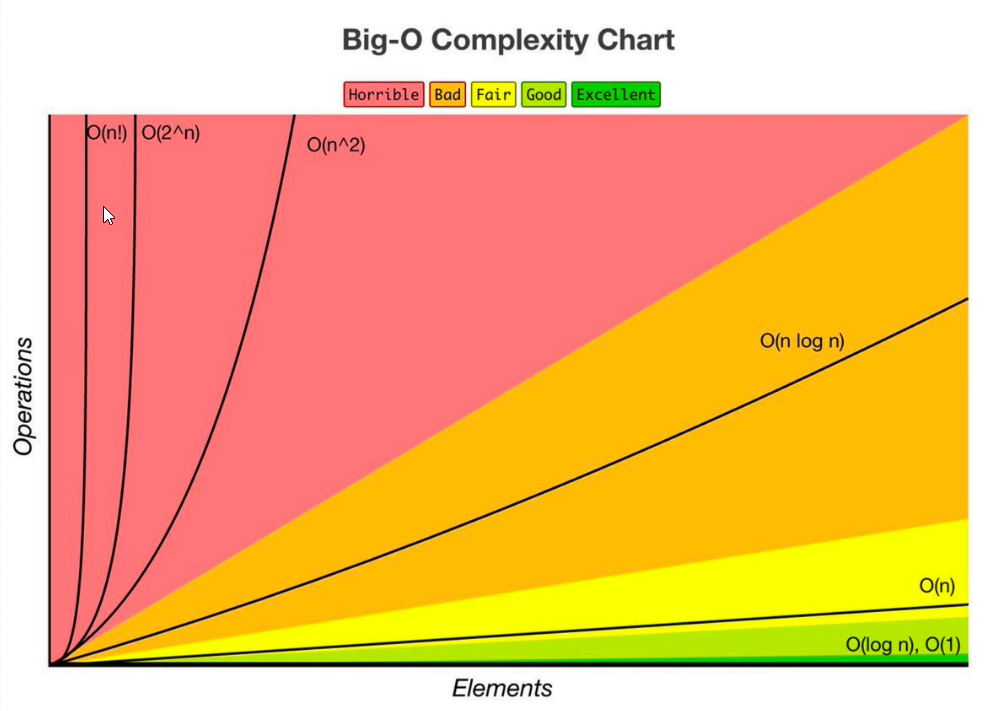 Big-O Complexity Chart
Horrible Bad Fair Good Excellent
O(n!) O(2^n)
O(n^2)
O(n log n)
O(n)
O(log n), O(1)
Operations
Elements